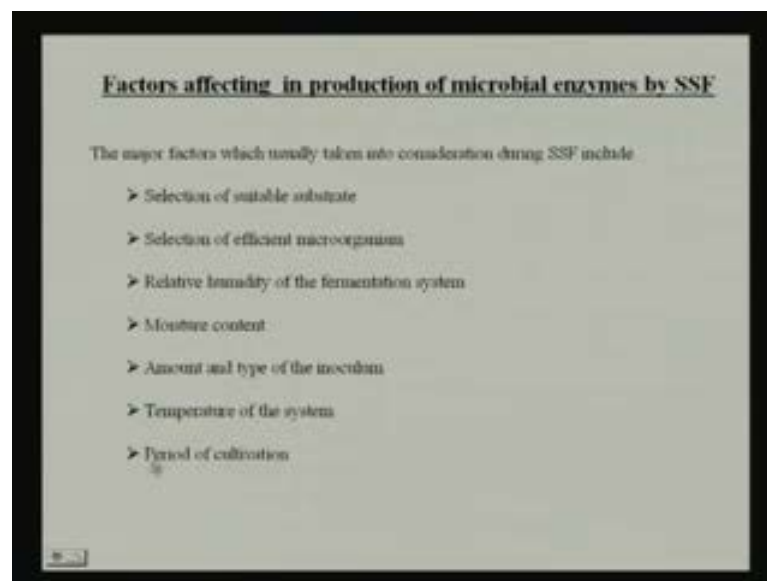 Factors affecting in production of microbial enzymes by SSF
The major factors which usually taken into consideration during SSF include
➢ Selection of suitable substrate
➢ Selection of efficient microorganism
➢ Relative humidity of the fermentation system
➢ Moisture content
➢ Amount and type of the inoculum
➢ Temperature of the system
➢ Period of cultivation